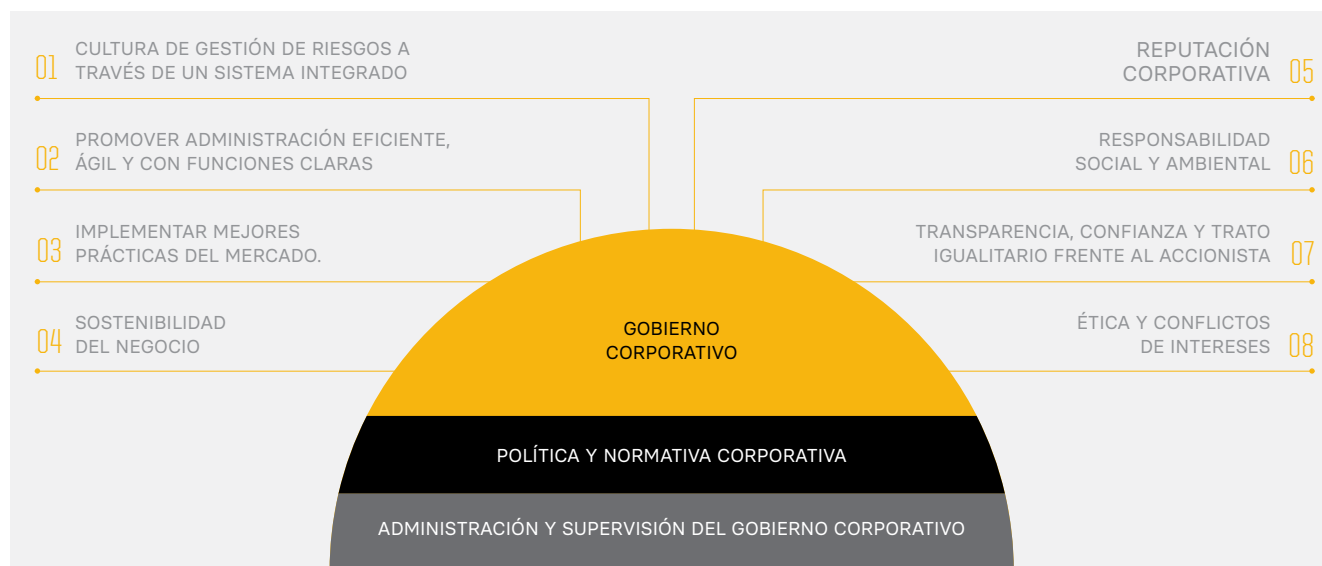 01
CULTURA DE GESTIÓN DE RIESGOS A
TRAVÉS DE UN SISTEMA INTEGRADO
02
PROMOVER ADMINISTRACIÓN EFICIENTE,
ÁGIL Y CON FUNCIONES CLARAS
03
IMPLEMENTAR MEJORES
PRÁCTICAS DEL MERCADO.
04
SOSTENIBILIDAD
DEL NEGOCIO
REPUTACIÓN
CORPORATIVA
05
RESPONSABILIDAD
SOCIAL Y AMBIENTAL
06
TRANSPARENCIA, CONFIANZA Y TRATO
IGUALITARIO FRENTE AL ACCIONISTA
07
ÉTICA Y CONFLICTOS
DE INTERESES
08
GOBIERNO
CORPORATIVO
POLÍTICA Y NORMATIVA CORPORATIVA
ADMINISTRACIÓN Y SUPERVISIÓN DEL GOBIERNO CORPORATIVO